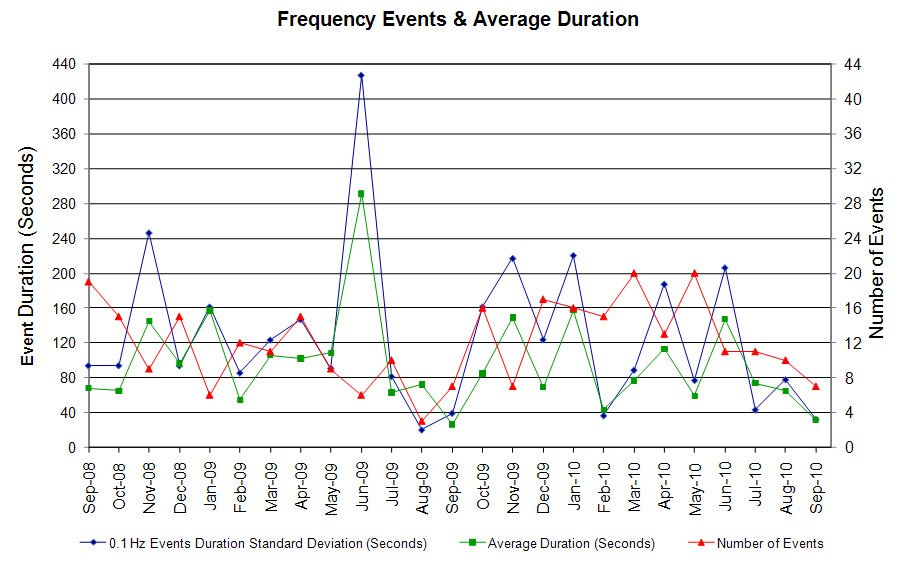 Frequency Events & Average Duration
440 44
400 40
360 36
320 32
280 28
240 24
200 20
160 16
120 12
80 8
40 4
0 0
Event Duration (Seconds)
Number of Events
Sep-08 Oct-08 Nov-08 Dec-08 Jan-09 Feb-09 Mar-09 Apr-09 May-09 Jun-09 Jul-09 Aug-09 Sep-09 Oct-09 Nov-09 Dec-09 Jan-10 Feb-10 Mar-10 Apr-10 May-10 Jun-10 Jul-10 Aug-10 Sep-10
0.1 Hz Events Duration Standard Deviation (Seconds) Average Duration (Seconds) Number of Events